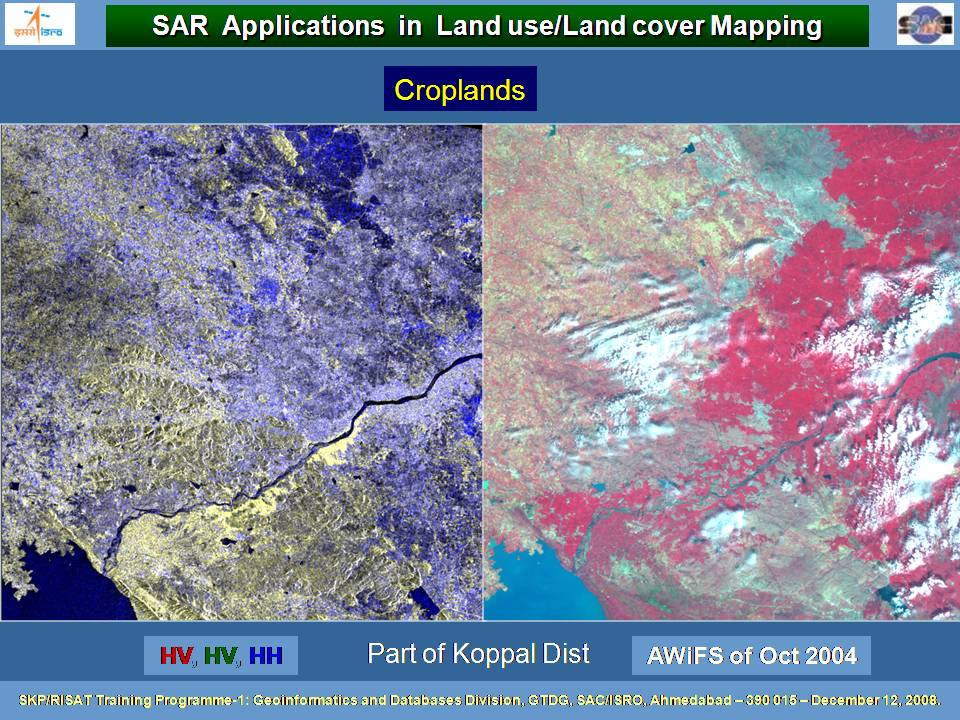 इसरो isro
SAR Applications in Land use/Land cover Mapping
SAC
Croplands
HV, HV, HH
Part of Koppal Dist
AWiFS of Oct 2004
SKP/RISAT Training Programme-1: Geoinformatics and Databases Division, GTDG, SAC/ISRO, Ahmedabad – 380 015 – December 12, 2008.